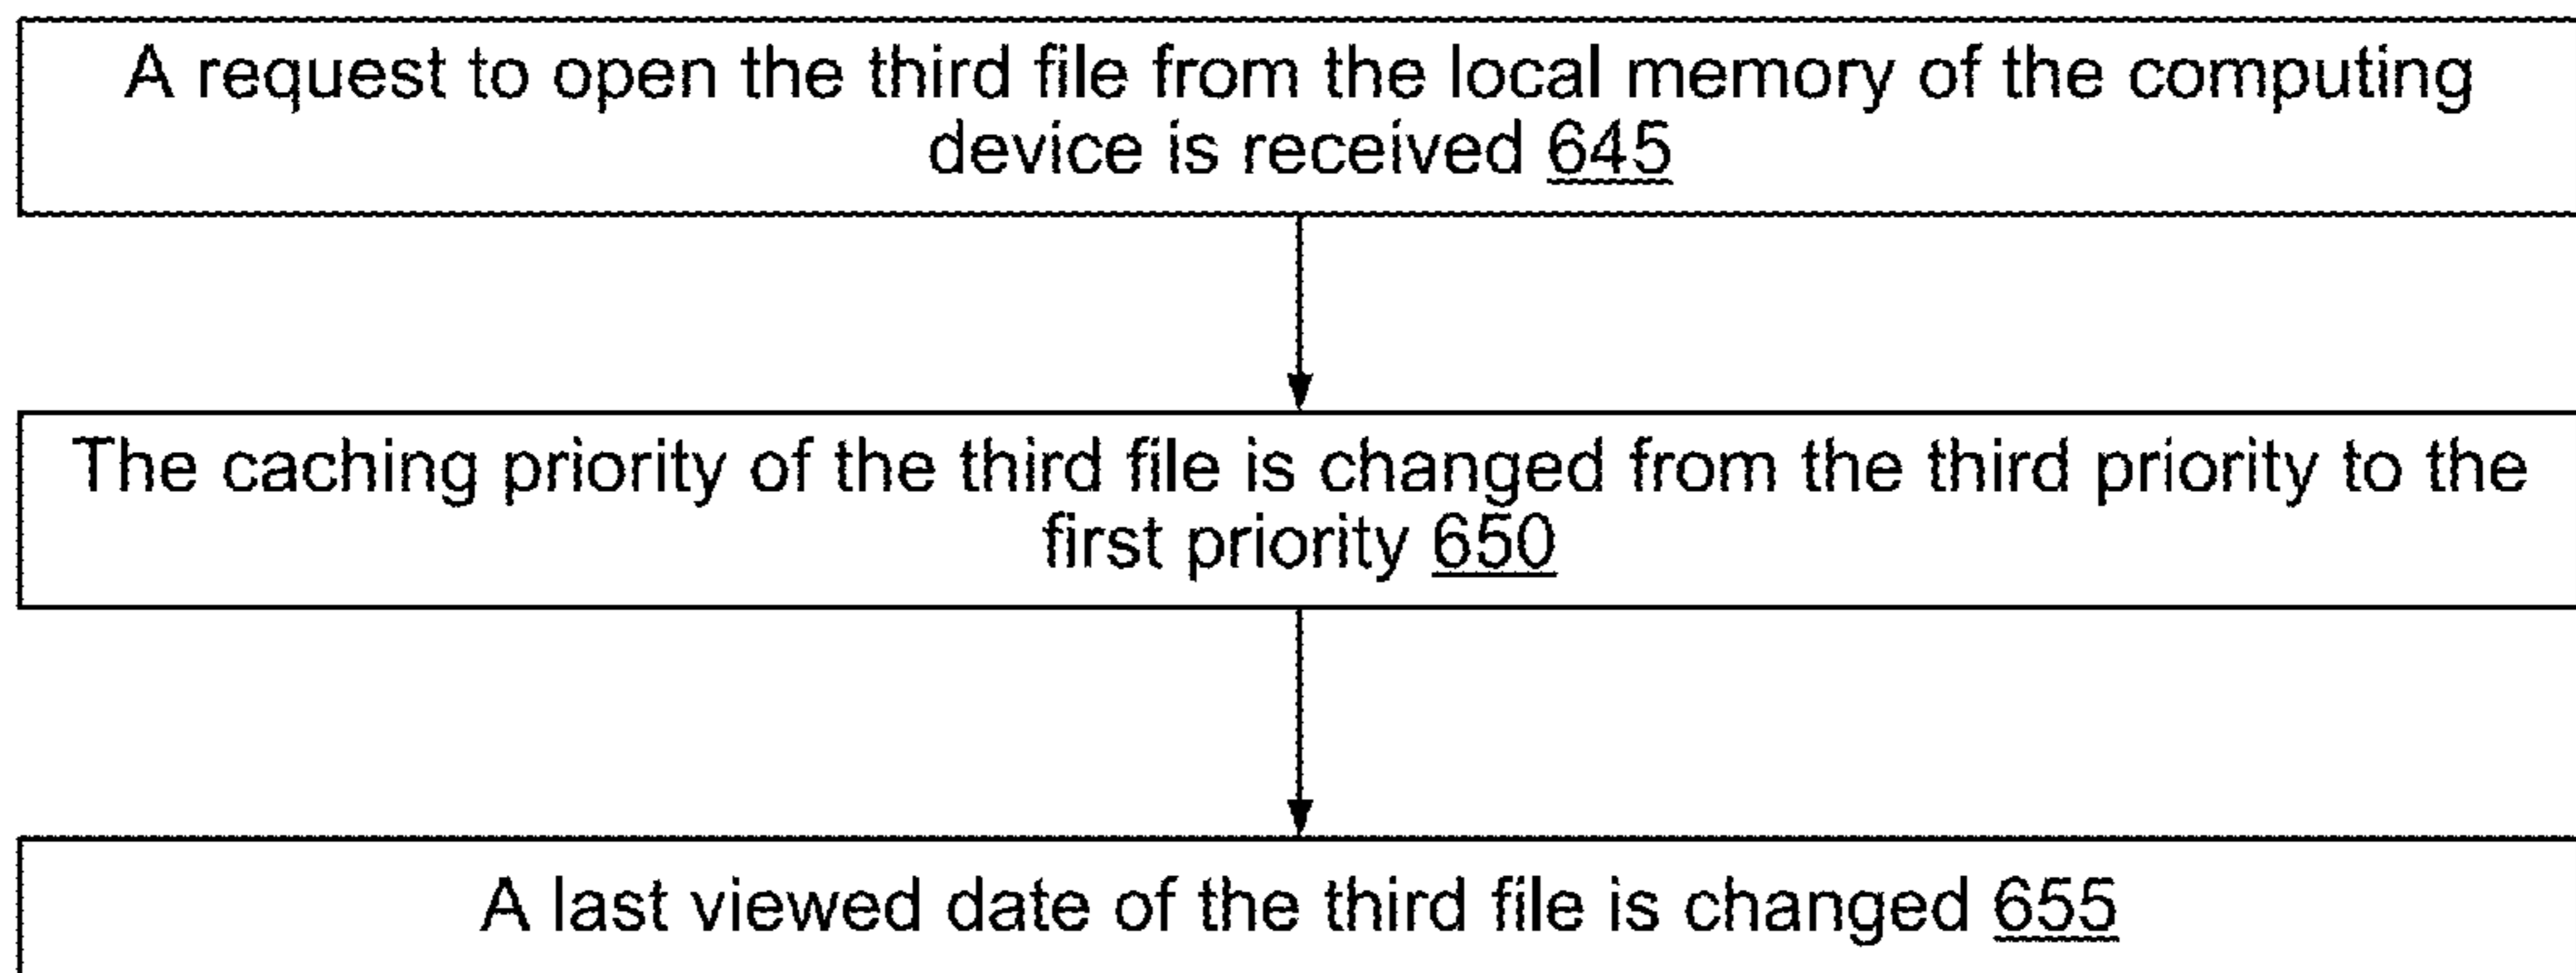 A request to open the third file from the local memory of the computing
device is received 645
The caching priority of the third file is changed from the third priority to the
first priority 650
A last viewed date of the third file is changed 655